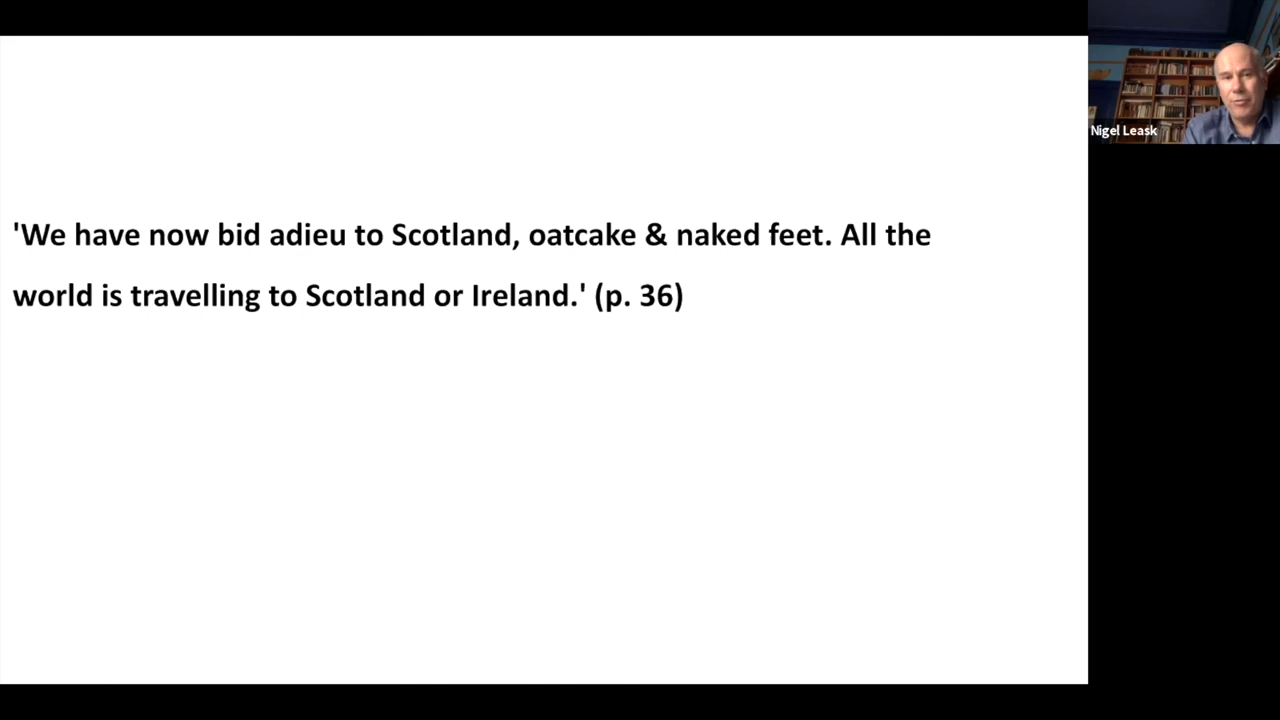 Nigel Leask
'We have now bid adieu to Scotland, oatcake & naked feet. All the
world is travelling to Scotland or Ireland.' (p. 36)